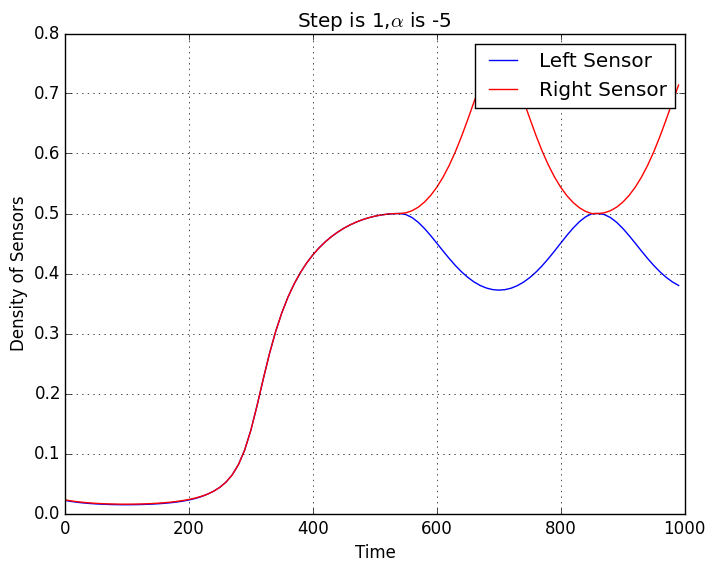 Step is 1,α is -5
Left Sensor
Right Sensor
Density of Sensors
0.8
0.7
0.6
0.5
0.4
0.3
0.2
0.1
0.0
0 200 400 600 800 1000
Time